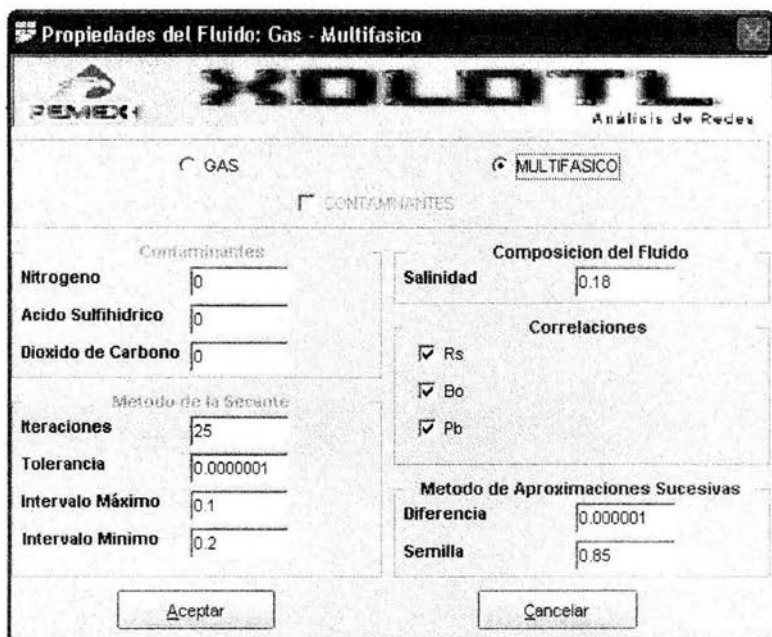 Propiedades del Fluido: Gas - Multifasico
PEMEX
XOLOTL
Análisis de Redes
GAS
MULTIFASICO
CONTAMINANTES
Contaminantes
Nitrogeno 0
Acido Sulfihidrico 0
Dioxido de Carbono 0
Metodo de la Secante
Iteraciones 25
Tolerancia 0.0000001
Intervalo Máximo 0.1
Intervalo Minimo 0.2
Composicion del Fluido
Salinidad 0.18
Correlaciones
Rs
Bo
Pb
Metodo de Aproximaciones Sucesivas
Diferencia 0.000001
Semilla 0.85
Aceptar
Cancelar